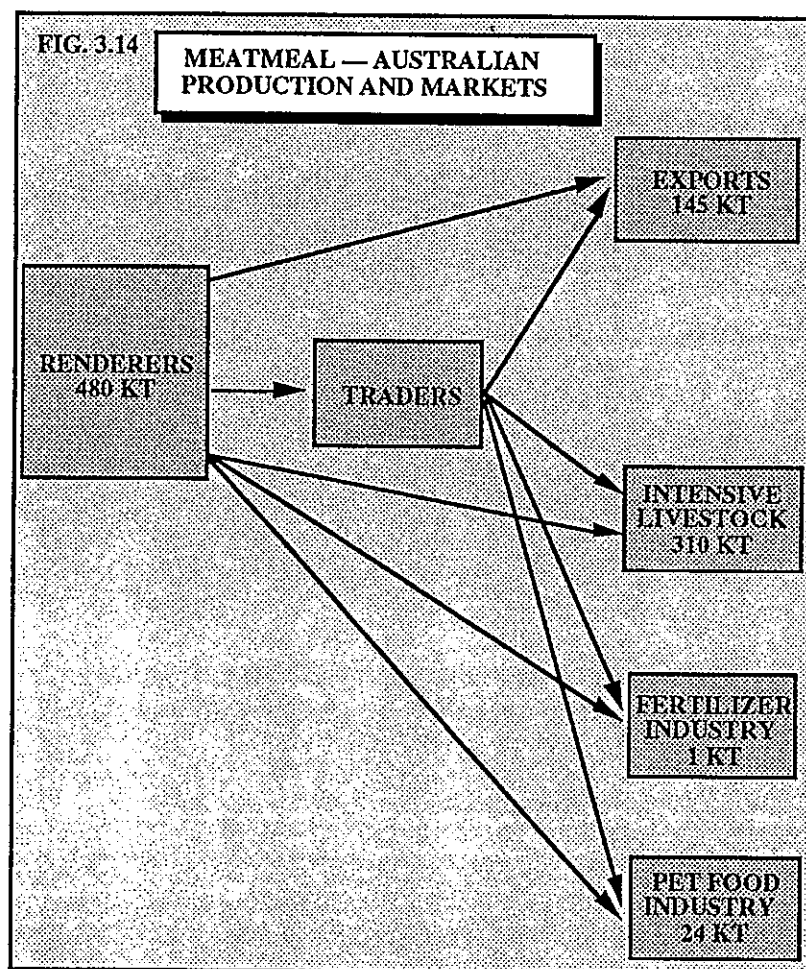 FIG. 3.14
MEATMEAL — AUSTRALIAN
PRODUCTION AND MARKETS
EXPORTS
145 KT
RENDERERS
480 KT
TRADERS
INTENSIVE
LIVESTOCK
310 KT
FERTILIZER
INDUSTRY
1 KT
PET FOOD
INDUSTRY
24 KT